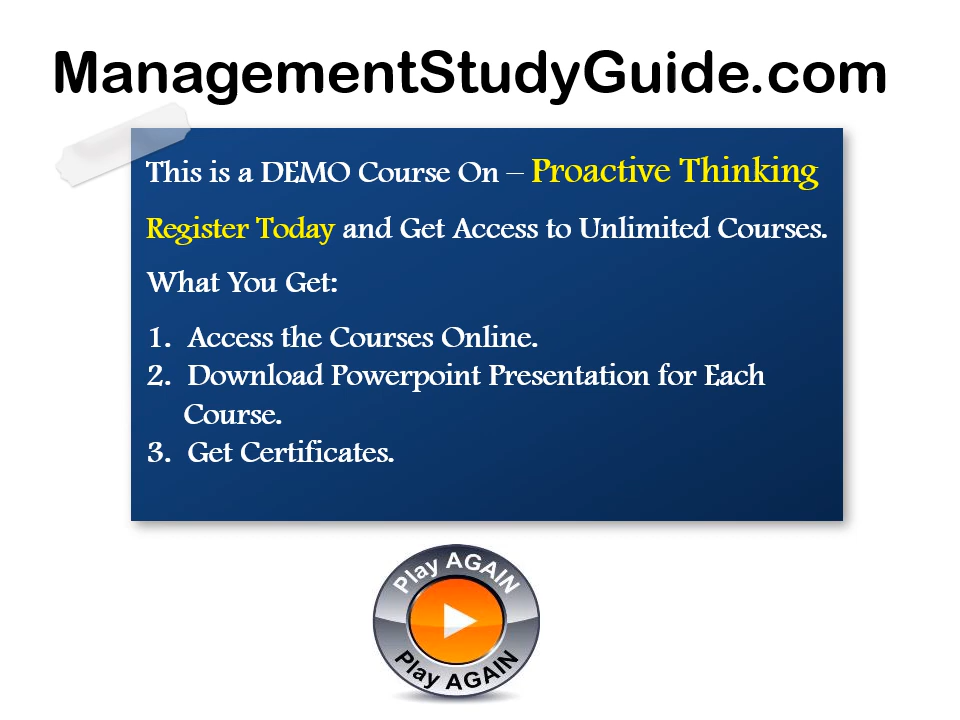 ManagementStudyGuide.com
This is a DEMO Course On – Proactive Thinking
Register Today and Get Access to Unlimited Courses.
What You Get:
1. Access the Courses Online.
2. Download Powerpoint Presentation for Each
Course.
3. Get Certificates.
Play AGAIN
Play AGAIN